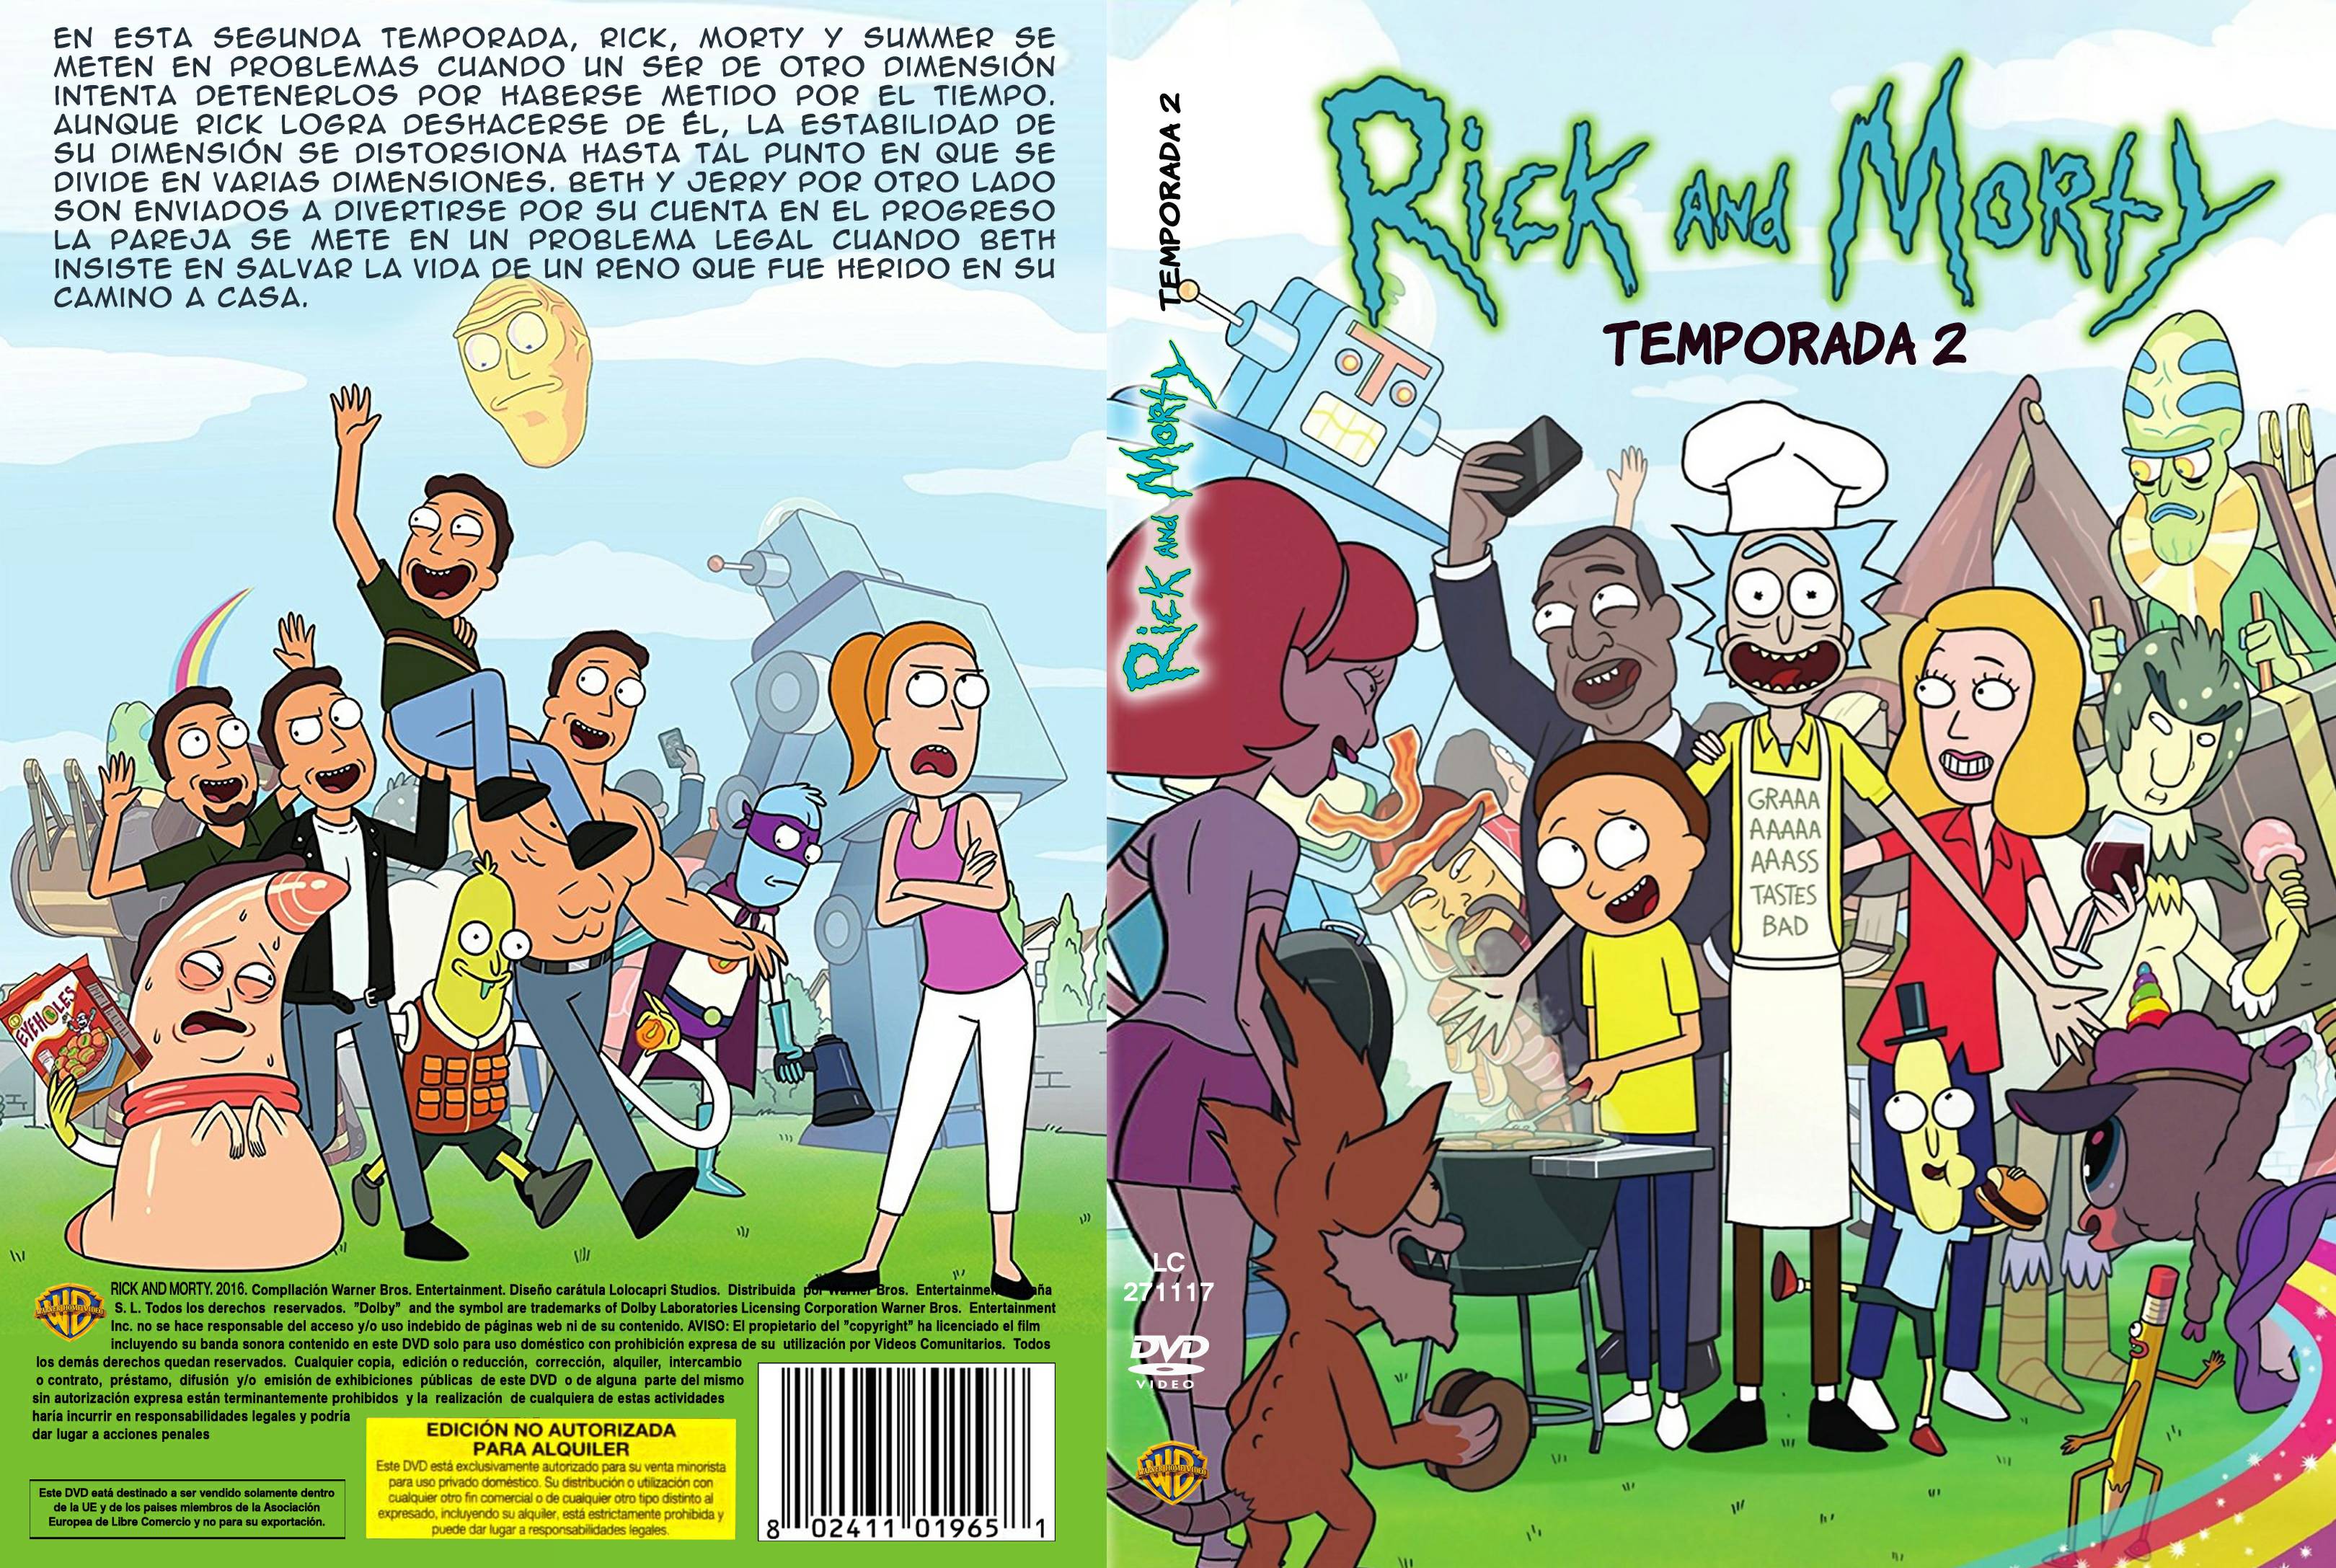 EN ESTA SEGUNDA TEMPORADA, RICK, MORTY Y SUMMER SE
METEN EN PROBLEMAS CUANDO UN SER DE OTRO DIMENSIÓN
INTENTA DETENERLOS POR HABERSE METIDO POR EL TIEMPO.
AUNQUE RICK LOGRA DESHACERSE DE ÉL, LA ESTABILIDAD DE
SU DIMENSIÓN SE DISTORSIONA HASTA TAL PUNTO EN QUE SE
DIVIDE EN VARIAS DIMENSIONES. BETH Y JERRY POR OTRO LADO
SON ENVIADOS A DIVERTIRSE POR SU CUENTA EN EL PROGRESO
LA PAREJA SE METE EN UN PROBLEMA LEGAL CUANDO BETH
INSISTE EN SALVAR LA VIDA DE UN RENO QUE FUE HERIDO EN SU
CAMINO A CASA.
EYEHOLES
RICK AND MORTY. 2016. Compilación Warner Bros. Entertainment. Diseño carátula Lolocapri Studios. Distribuida por Warner Bros. Entertainment
S. L. Todos los derechos reservados. "Dolby" and the symbol are trademarks of Dolby Laboratories Licensing Corporation Warner Bros. Entertainment
Inc. no se hace responsable del acceso y/o uso indebido de páginas web ni de su contenido. AVISO: El propietario del "copyright" ha licenciado el film
incluyendo su banda sonora contenido en este DVD solo para uso doméstico con prohibición expresa de su utilización por Videos Comunitarios. Todos
los demás derechos quedan reservados. Cualquier copia, edición o reducción, corrección, alquiler, intercambio
o contrato, préstamo, difusión y/o emisión de exhibiciones públicas de este DVD o de alguna parte del mismo
sin autorización expresa están terminantemente prohibidos y la realización de cualquiera de estas actividades
haría incurrir en responsabilidades legales y podría
dar lugar a acciones penales
EDICIÓN NO AUTORIZADA
PARA ALQUILER
Este DVD está exclusivamente autorizado para su venta minorista
para uso privado doméstico. Su distribución o utilización con
cualquier otro fin comercial o de cualquier otro tipo distinto al
expresado, incluyendo su alquiler, está estrictamente prohibida y
puede dar lugar a responsabilidades legales.
Este DVD eatá destinado a ser vendido solamente dentro
de la UE y de los paises miembros de la Asociación
Europea de Libre Comercio y no para su exportación.
8 02411 01965 1
TEMPORADA 2
RICK AND MORTY
LC
271117
DVD
VIDEO
WARNER HOME VIDEO
RICK AND MORTY
TEMPORADA 2
GRAAA
AAAAA
AAASS
TASTES
BAD